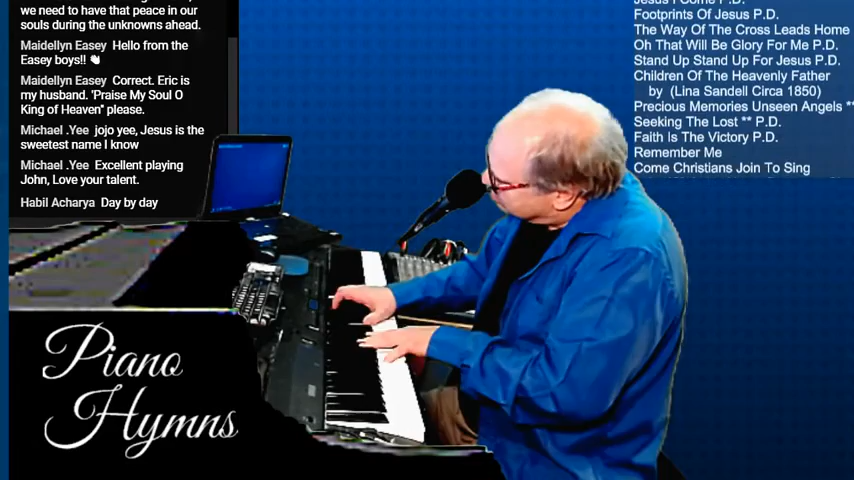 we need to have that peace in our
souls during the unknowns ahead.
Maidellyn Easey Hello from the
Easey boys!! 👋
Maidellyn Easey Correct. Eric is
my husband. 'Praise My Soul O
King of Heaven" please.
Michael .Yee jojo yee, Jesus is the
sweetest name I know
Michael .Yee Excellent playing
John, Love your talent.
Habil Acharya Day by day
Piano
Hymns
Footprints Of Jesus P.D.
The Way Of The Cross Leads Home
Oh That Will Be Glory For Me P.D.
Stand Up Stand Up For Jesus P.D.
Children Of The Heavenly Father
by (Lina Sandell Circa 1850)
Precious Memories Unseen Angels **
Seeking The Lost ** P.D.
Faith Is The Victory P.D.
Remember Me
Come Christians Join To Sing